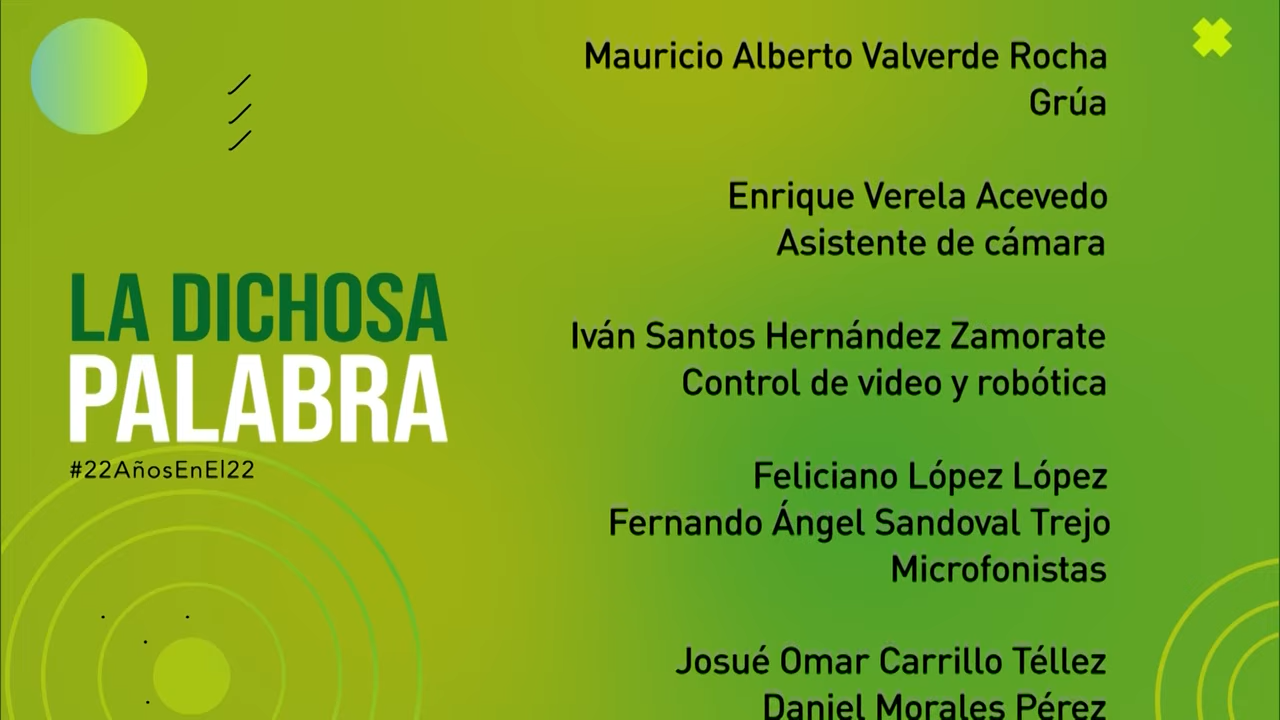 LA DICHOSA
PALABRA
#22AñosEnEl22
Mauricio Alberto Valverde Rocha
Grúa
Enrique Verela Acevedo
Asistente de cámara
Iván Santos Hernández Zamorate
Control de video y robótica
Feliciano López López
Fernando Ángel Sandoval Trejo
Microfonistas
Josué Omar Carrillo Téllez
Daniel Morales Pérez